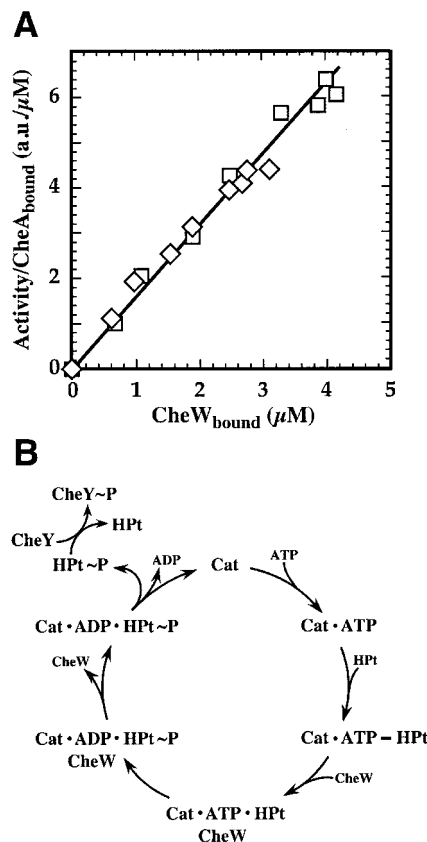 A
Activity/CheAbound (a.u./μM)
6
4
2
0
0 1 2 3 4 5
CheWbound (μM)
B
CheY~P
HPt
CheY
HPt~P
ADP
Cat
ATP
Cat·ADP·HPt~P
Cat·ATP
CheW
HPt
Cat·ADP·HPt~P
CheW
Cat·ATP–HPt
CheW
Cat·ATP·HPt
CheW